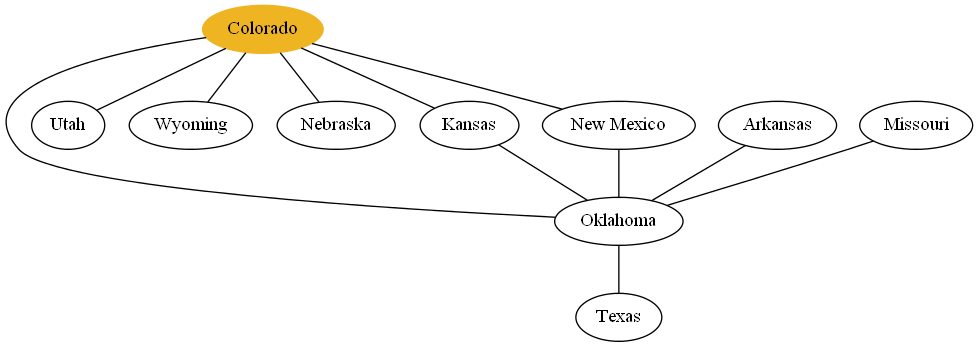 Colorado
Utah
Wyoming
Nebraska
Kansas
New Mexico
Arkansas
Missouri
Oklahoma
Texas